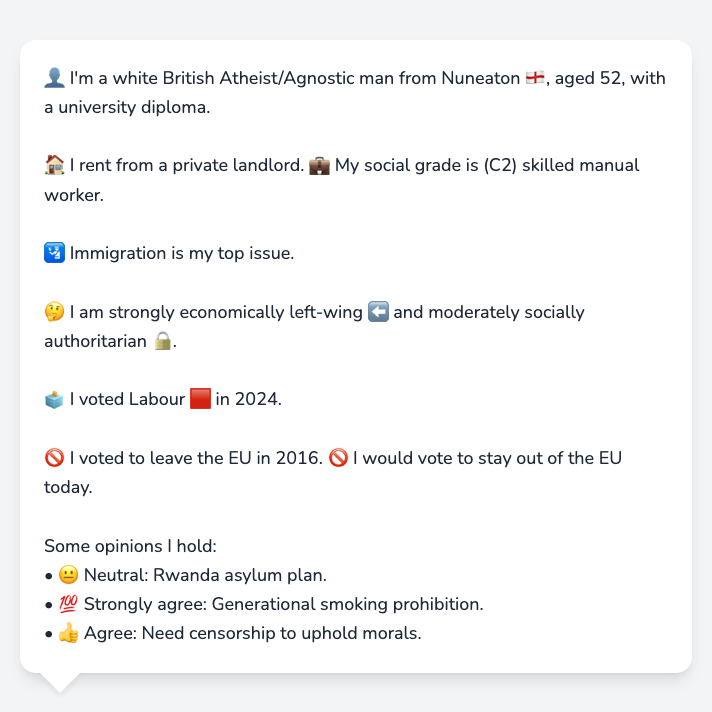 👤 I'm a white British Atheist/Agnostic man from Nuneaton 🏴󠁧󠁢󠁥󠁮󠁧󠁿, aged 52, with
a university diploma.
🏠 I rent from a private landlord. 💼 My social grade is (C2) skilled manual
worker.
🛂 Immigration is my top issue.
🤔 I am strongly economically left-wing ⬅️ and moderately socially
authoritarian 🔒.
🗳️ I voted Labour 🟥 in 2024.
🚫 I voted to leave the EU in 2016. 🚫 I would vote to stay out of the EU
today.
Some opinions I hold:
• 😐 Neutral: Rwanda asylum plan.
• 💯 Strongly agree: Generational smoking prohibition.
• 👍 Agree: Need censorship to uphold morals.